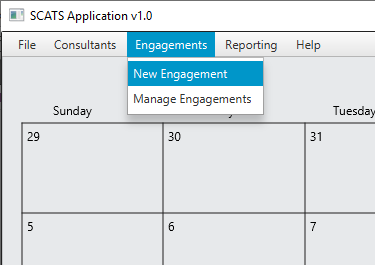 SCATS Application v1.0
File Consultants Engagements Reporting Help
New Engagement
Manage Engagements
Sunday Tuesday
29 30 31
5 6 7